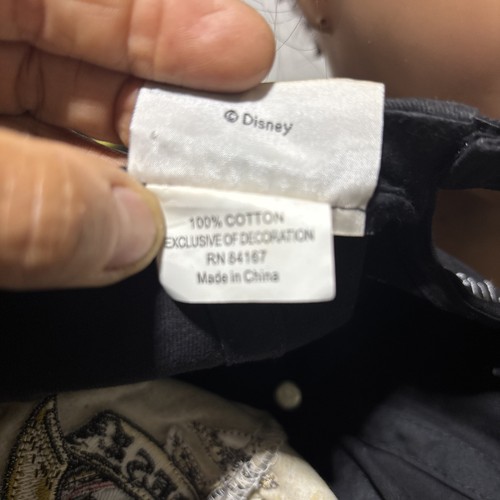 © Disney
100% COTTON
EXCLUSIVE OF DECORATION
RN 84167
Made in China